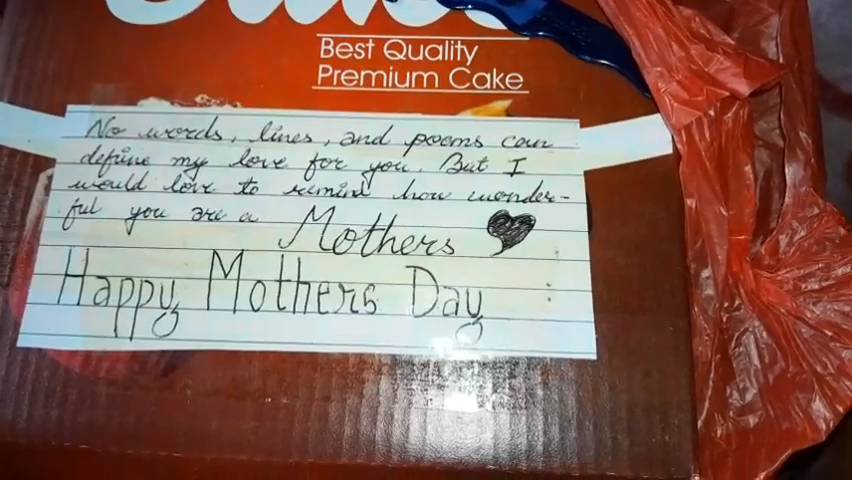 Best Quality
Premium Cake
No words, lines, and poems can
define my love for you. But I
would love to remind how wonder-
ful you are a Mothers
Happy Mothers Day :